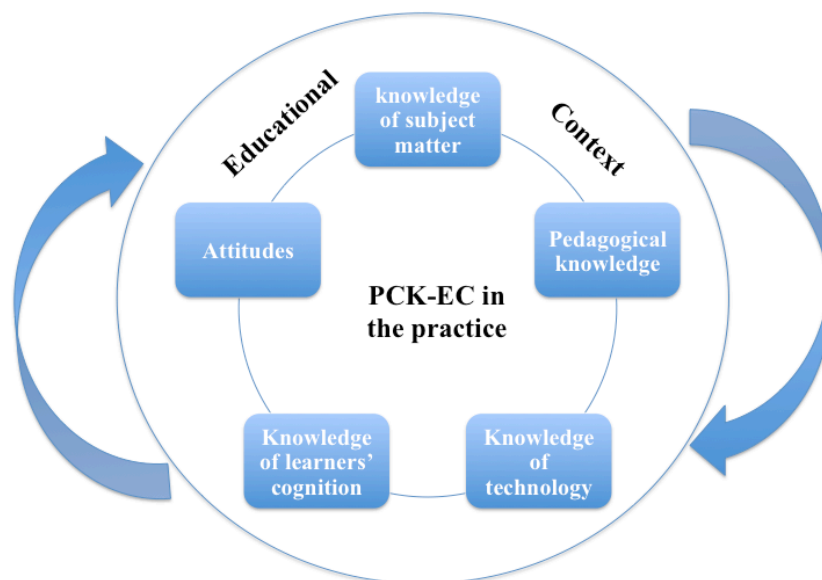 Educational
Context
knowledge
of subject
matter
Attitudes
Pedagogical
knowledge
PCK-EC in
the practice
Knowledge
of learners’
cognition
Knowledge
of
technology